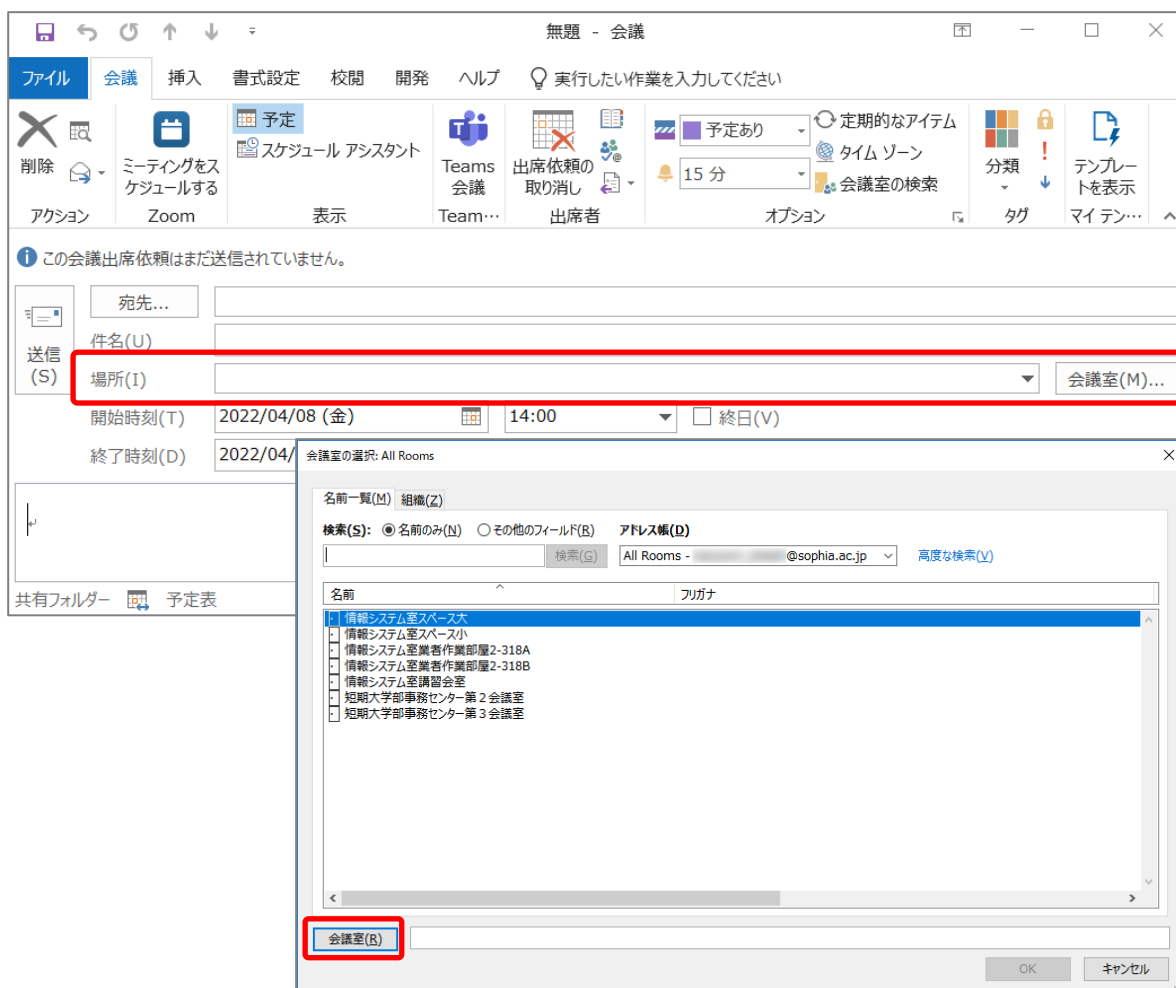 無題 - 会議
ファイル 会議 挿入 書式設定 校閲 開発 ヘルプ 実行したい作業を入力してください
予定 予定あり 定期的なアイテム
スケジュール アシスタント タイム ゾーン
15 分 会議室の検索
削除 ミーティングをス Teams 出席依頼の 分類 テンプレー
ケジュールする 会議 取り消し トを表示
アクション Zoom 表示 Team… 出席者 オプション タグ マイ テン…
この会議出席依頼はまだ送信されていません。
宛先...
件名(U)
送信
(S)
場所(I) 会議室(M)...
開始時刻(T) 2022/04/08 (金) 14:00 終日(V)
終了時刻(D) 2022/04/
共有フォルダー 予定表
会議室の選択: All Rooms
名前一覧(M) 組織(Z)
検索(S): 名前のみ(N) その他のフィールド(R) アドレス帳(D)
検索(G) All Rooms - @sophia.ac.jp 高度な検索(V)
名前 フリガナ
情報システム室スペース大
情報システム室スペース小
情報システム室業者作業部屋2-318A
情報システム室業者作業部屋2-318B
情報システム室講習会室
短期大学部事務センター第２会議室
短期大学部事務センター第３会議室
会議室(R)
OK キャンセル